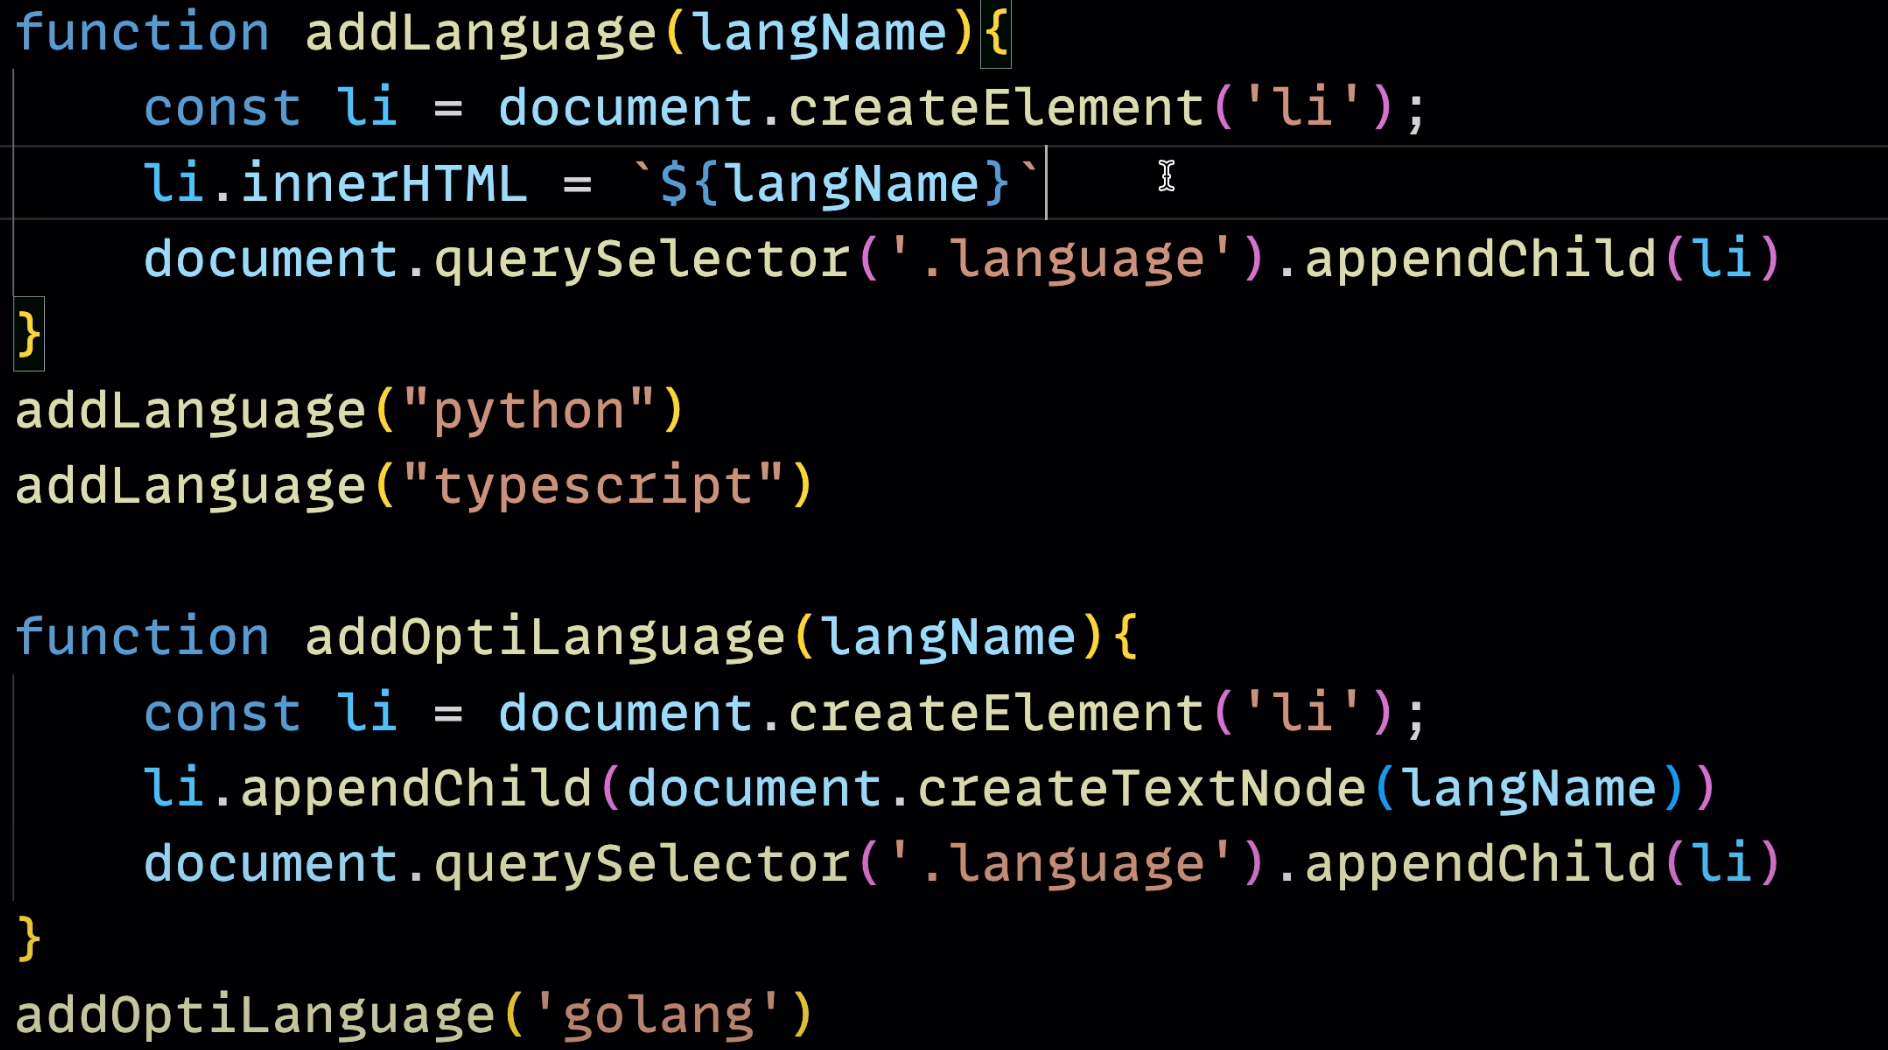 function addLanguage(langName){
    const li = document.createElement('li');
    li.innerHTML = `${langName}`
    document.querySelector('.language').appendChild(li)
}
addLanguage("python")
addLanguage("typescript")

function addOptiLanguage(langName){
    const li = document.createElement('li');
    li.appendChild(document.createTextNode(langName))
    document.querySelector('.language').appendChild(li)
}
addOptiLanguage('golang')